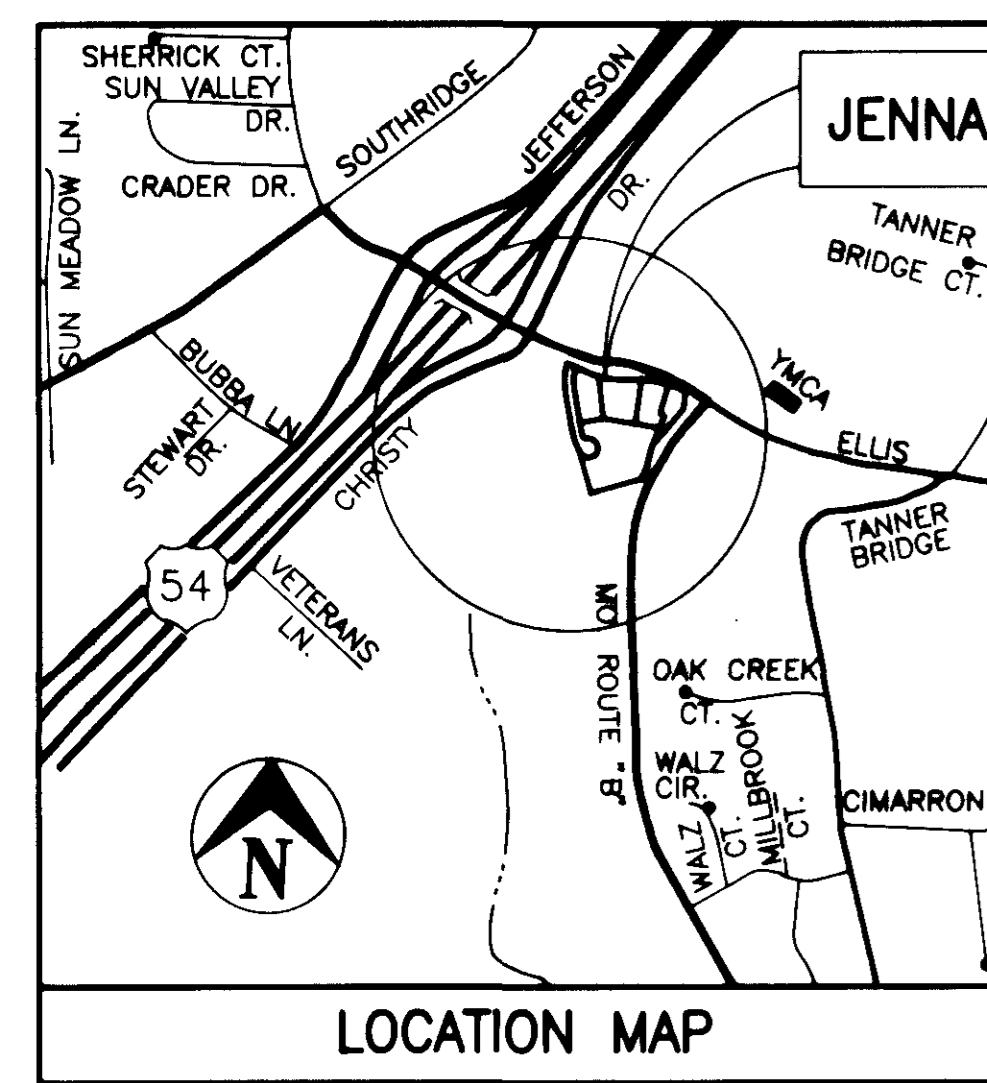 SHERRICK CT.
SUN VALLEY
DR.
CRADER DR.
SUN MEADOW LN.
SOUTHRIDGE
JEFFERSON
DR.
JENNA
TANNER
BRIDGE CT.
BUBBA LN.
STEWART
DR.
CHRISTY
YMCA
ELLIS
TANNER
BRIDGE
54
VETERANS
LN.
MO ROUTE "B"
OAK CREEK
CT.
WALZ
CIR.
WALZ
CT.
MILLBROOK
CT.
CIMARRON
N
LOCATION MAP